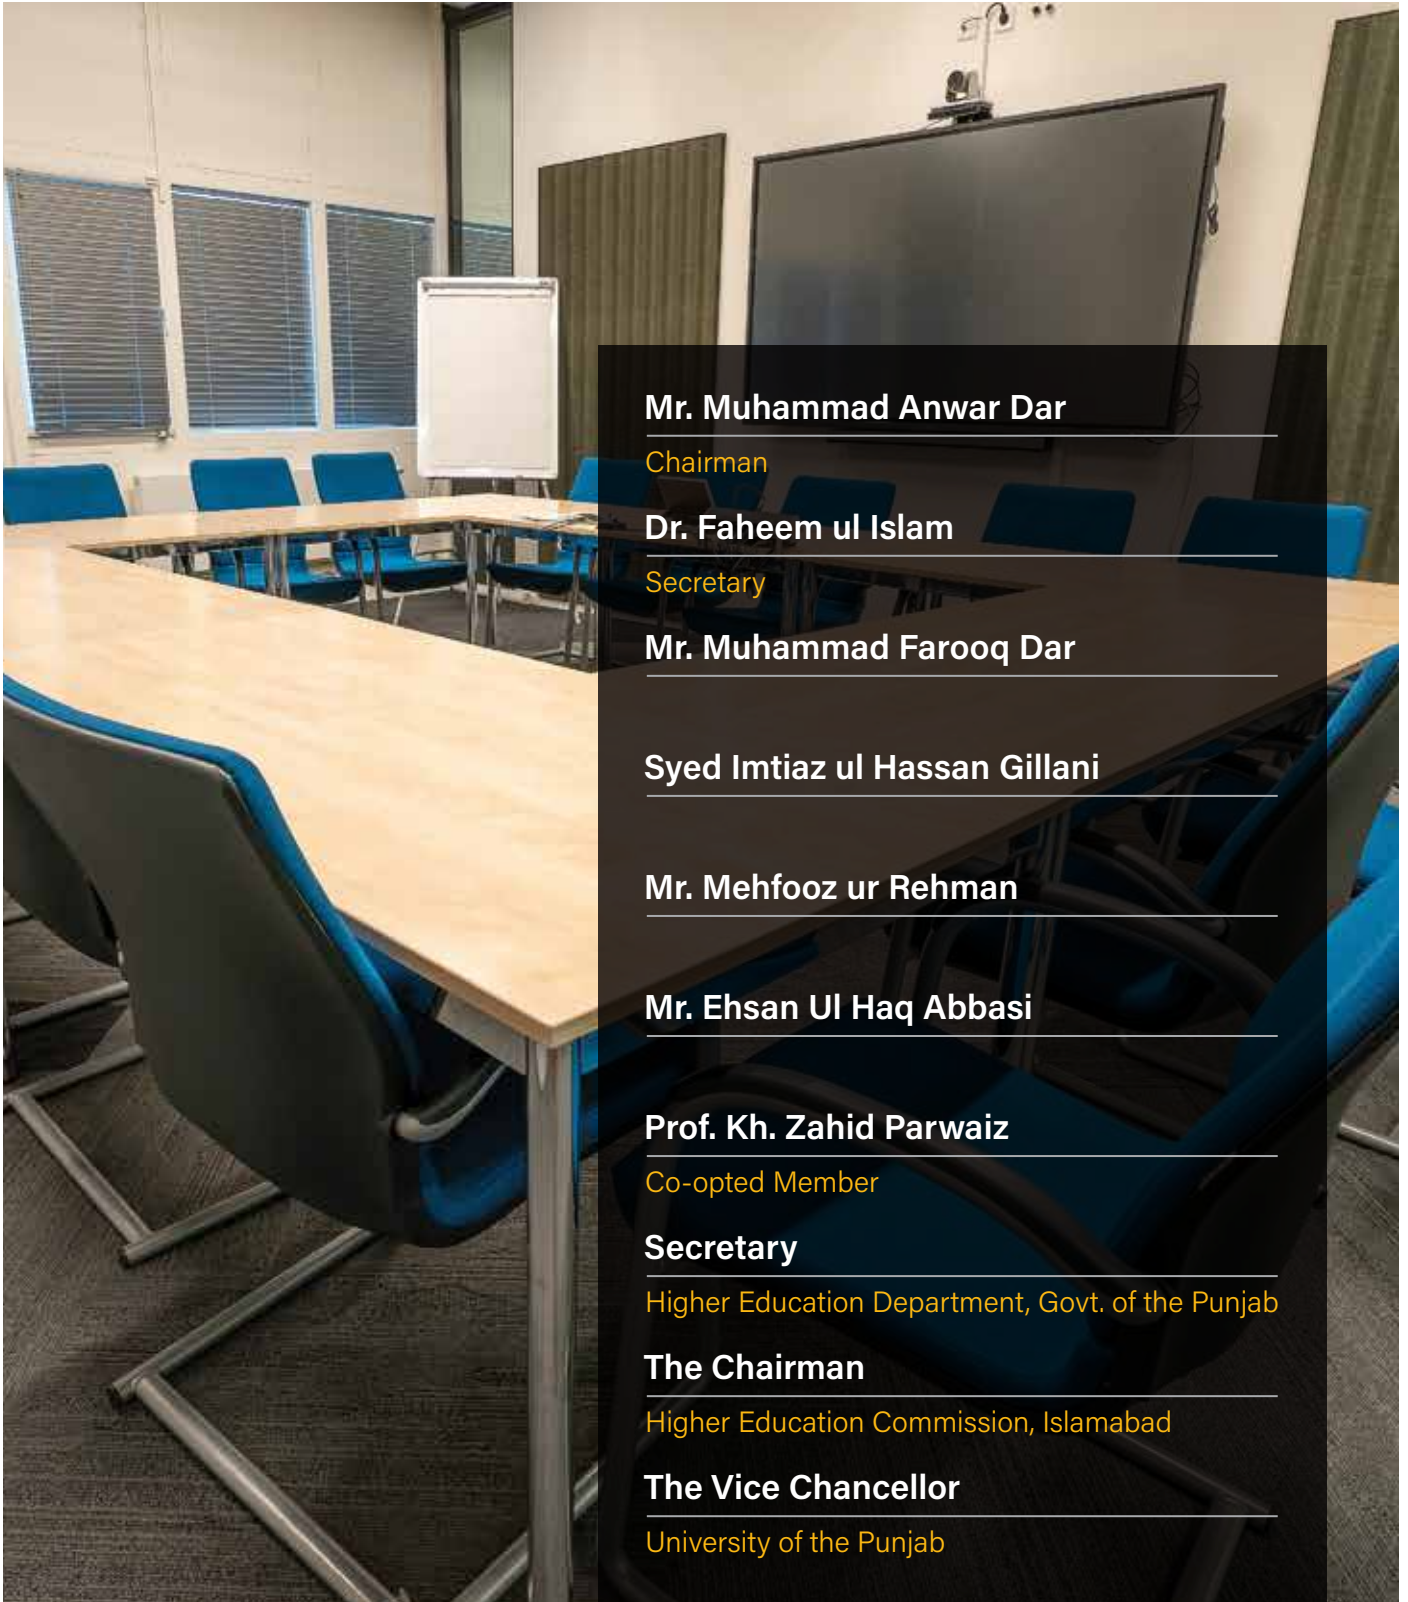 Mr. Muhammad Anwar Dar
Chairman
Dr. Faheem ul Islam
Secretary
Mr. Muhammad Farooq Dar
Syed Imtiaz ul Hassan Gillani
Mr. Mehfooz ur Rehman
Mr. Ehsan Ul Haq Abbasi
Prof. Kh. Zahid Parwaiz
Co-opted Member
Secretary
Higher Education Department, Govt. of the Punjab
The Chairman
Higher Education Commission, Islamabad
The Vice Chancellor
University of the Punjab